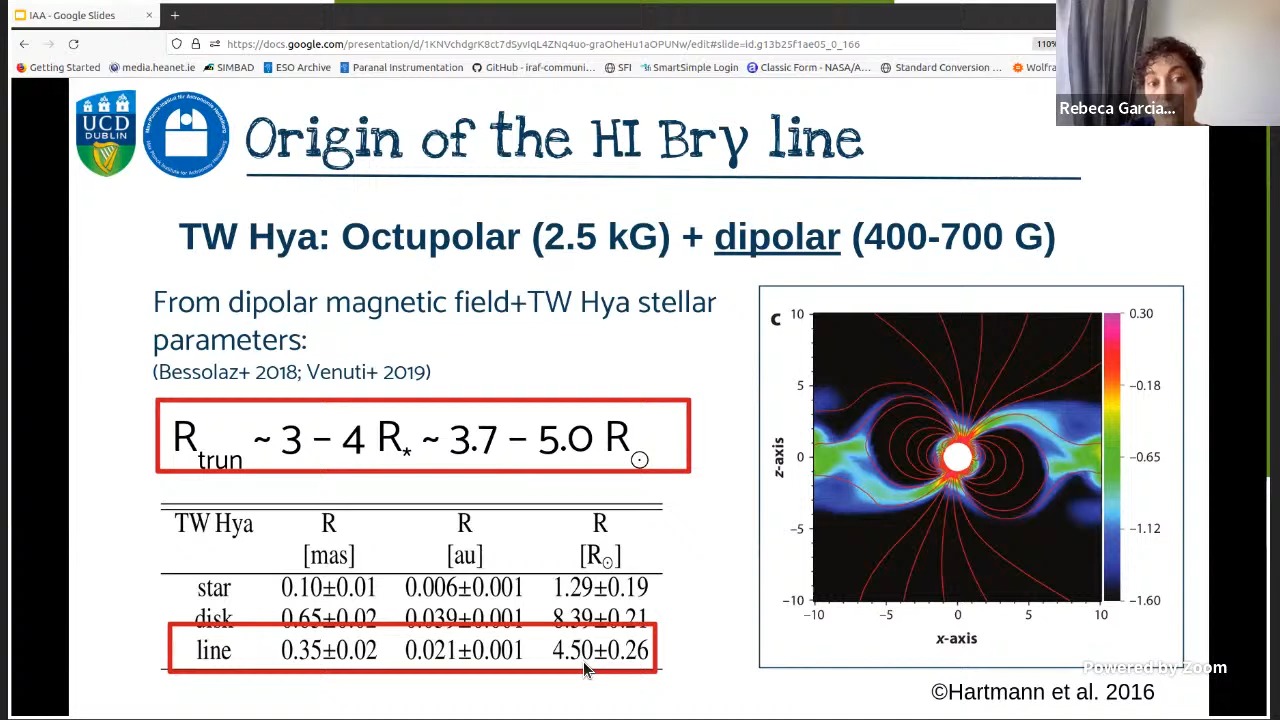 IAA - Google Slides
https://docs.google.com/presentation/d/1KNVchdgrK8ct7dSyvIqL4ZNq4uo-graOheHu1aOPUNw/edit#slide=id.g13b25f1ae05_0_166
110%
Getting Started
media.heanet.ie
SIMBAD
ESO Archive
Paranal Instrumentation
GitHub - iraf-communi...
SFI
SmartSimple Login
Classic Form - NASA/A...
Standard Conversion ...
Wolfra
Rebeca Garcia...
UCD
DUBLIN
Origin of the HI Brγ line
TW Hya: Octupolar (2.5 kG) + dipolar (400-700 G)
From dipolar magnetic field+TW Hya stellar
parameters:
(Bessolaz+ 2018; Venuti+ 2019)
R_trun ~ 3 – 4 R_* ~ 3.7 – 5.0 R_⊙
TW Hya R R R
[mas] [au] [R_⊙]
star 0.10±0.01 0.006±0.001 1.29±0.19
disk 0.65±0.02 0.039±0.001 8.39±0.21
line 0.35±0.02 0.021±0.001 4.50±0.26
c
10
5
0
−5
−10
z-axis
−10 −5 0 5 10
x-axis
0.30
−0.18
−0.65
−1.12
−1.60
Powered by Zoom
©Hartmann et al. 2016